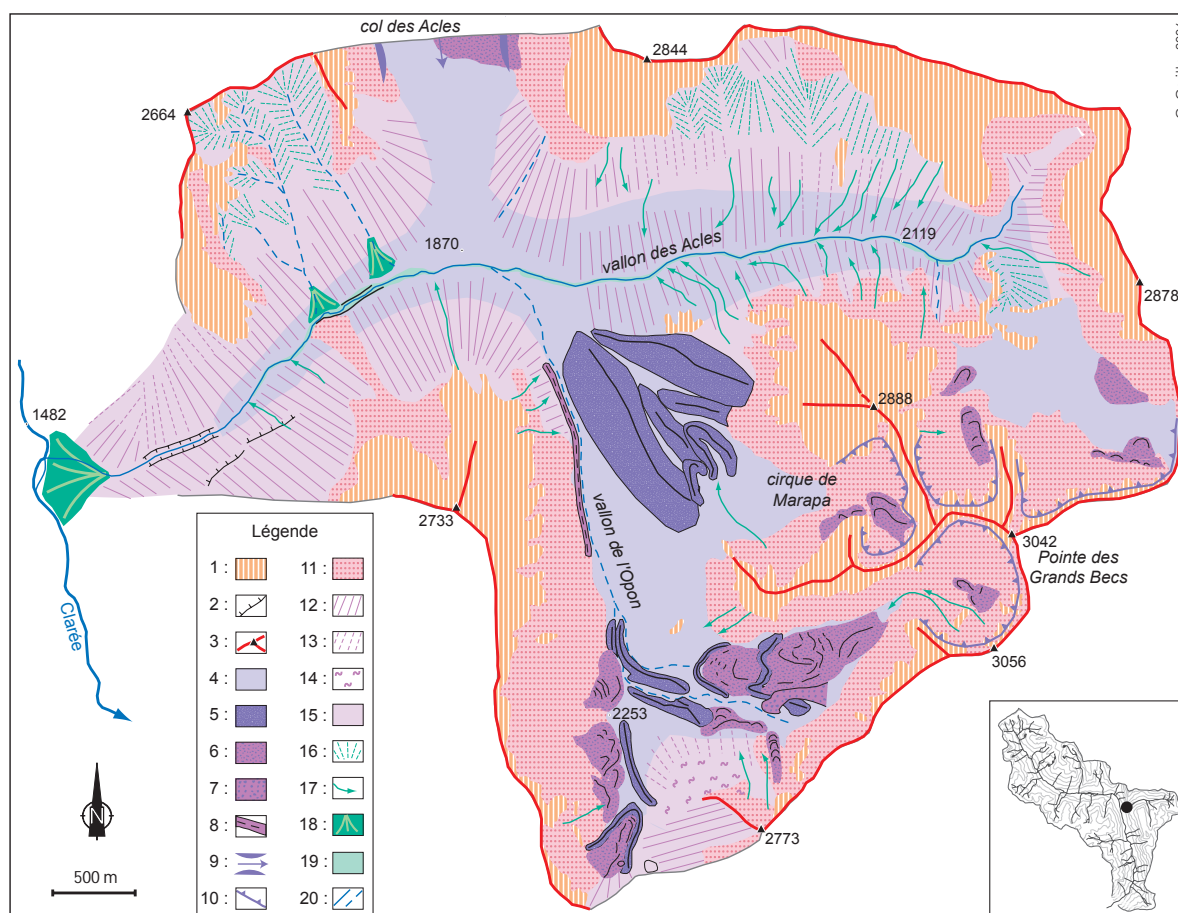 col des Acles
2844
2664
1870
vallon des Acles
2119
2878
2888
1482
cirque de
Marapa
2733
vallon de l'Opon
3042
Pointe des
Grands Becs
3056
Clarée
2253
2773
Légende
1 :
2 :
3 :
4 :
5 :
6 :
7 :
8 :
9 :
10 :
11 :
12 :
13 :
14 :
15 :
16 :
17 :
18 :
19 :
20 :
N
500 m